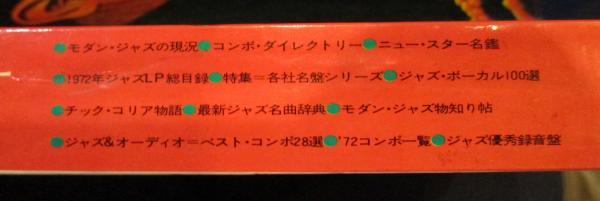 ●モダン・ジャズの現況●コンボ・ダイレクトリー●ニュー・スター名鑑
●1972年ジャズLP総目録●特集＝各社名盤シリーズ●ジャズ・ボーカル100選
●チック・コリア物語●最新ジャズ名曲辞典●モダン・ジャズ物知り帖
●ジャズ&オーディオ＝ベスト・コンポ28選●'72コンポ一覧●ジャズ優秀録音盤